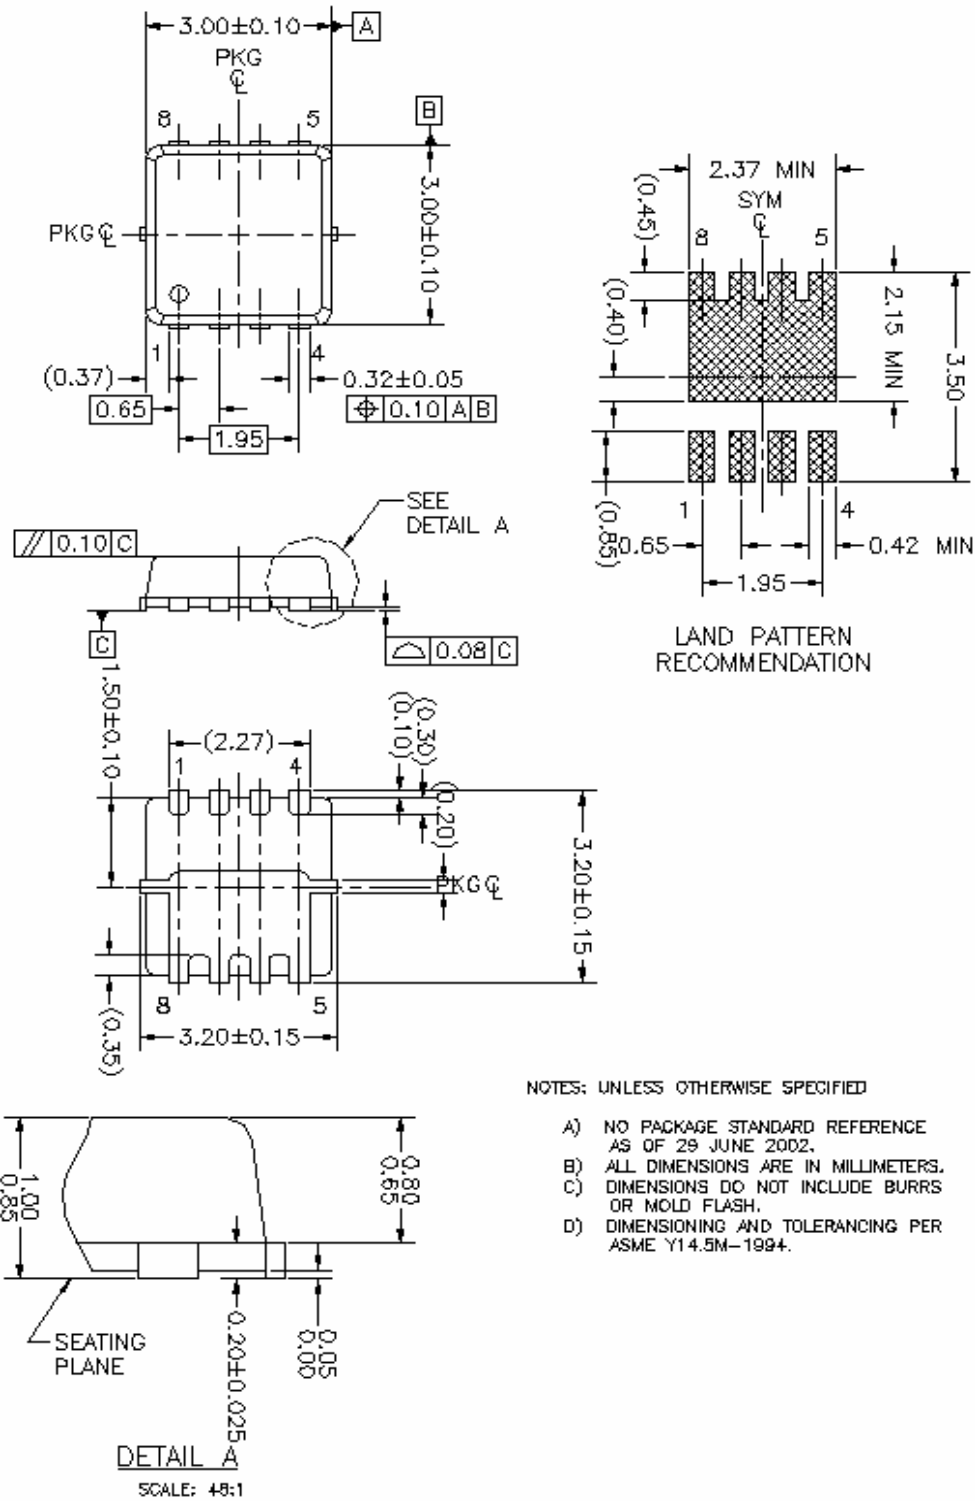 3.00±0.10 A
PKG
℄
8 5
B
3.00±0.10
PKG ℄
1 4
(0.37)
0.32±0.05
0.65
⌖ 0.10 A B
1.95
2.37 MIN
SYM
℄
(0.45)
8 5
(0.40)
2.15 MIN
3.50
(0.85)
1 4
0.65
0.42 MIN
1.95
LAND PATTERN
RECOMMENDATION
SEE
DETAIL A
// 0.10 C
C
⌓ 0.08 C
1.50±0.10
(2.27)
1 4
(0.10)
(0.30)
(0.20)
PKG ℄
3.20±0.15
8 5
(0.35)
3.20±0.15
NOTES: UNLESS OTHERWISE SPECIFIED
A) NO PACKAGE STANDARD REFERENCE
AS OF 29 JUNE 2002.
B) ALL DIMENSIONS ARE IN MILLIMETERS.
C) DIMENSIONS DO NOT INCLUDE BURRS
OR MOLD FLASH.
D) DIMENSIONING AND TOLERANCING PER
ASME Y14.5M-1994.
1.00
0.85
0.80
0.65
0.20±0.025
0.05
0.00
SEATING
PLANE
DETAIL A
SCALE: 48:1